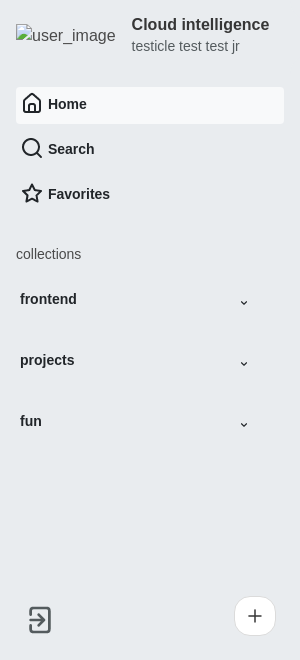 Cloud intelligence
user_image
testicle test test jr
Home
Search
Favorites
collections
frontend
projects
fun